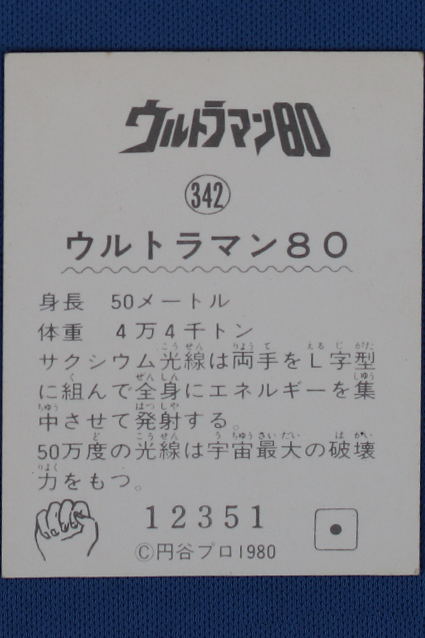 ウルトラマン80
342
ウルトラマン80
身長 50メートル
体重 4万4千トン
サクシウム光線は両手をL字型
に組んで全身にエネルギーを集
中させて発射する。
50万度の光線は宇宙最大の破壊
力をもつ。
12351
©円谷プロ1980